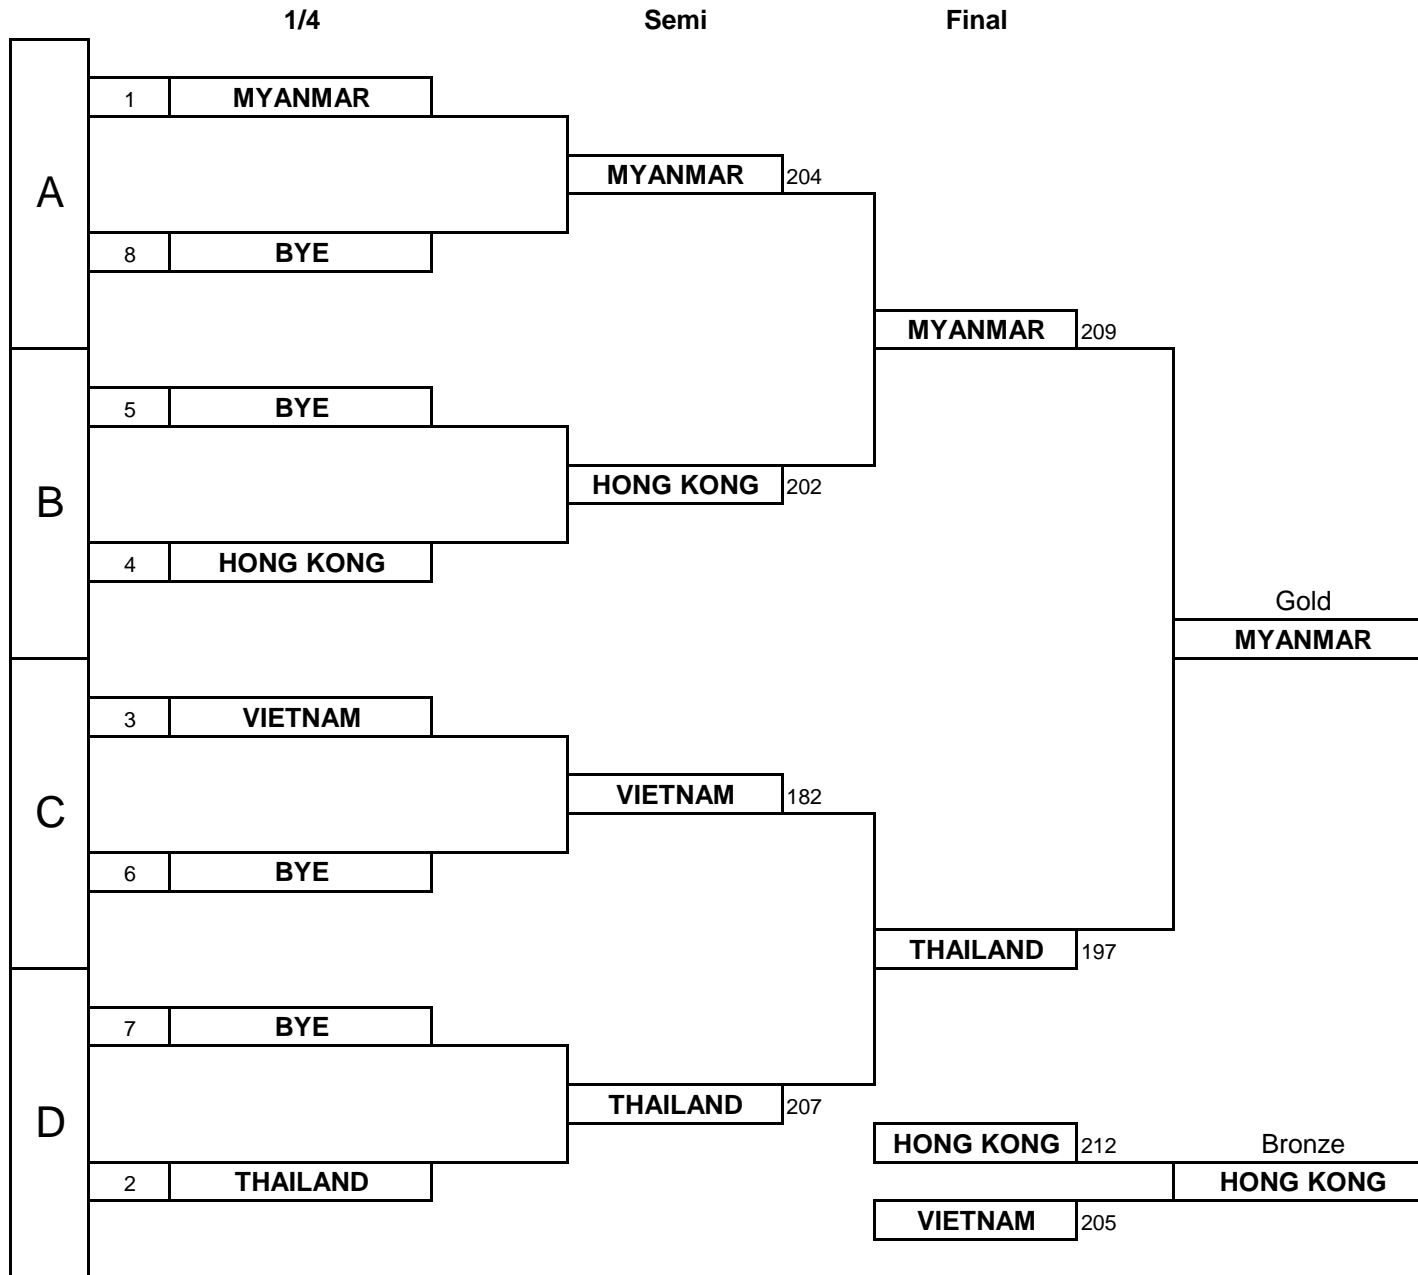 1/4 Semi Final
1 MYANMAR
MYANMAR 204
A
8 BYE
MYANMAR 209
5 BYE
HONG KONG 202
B
4 HONG KONG
Gold
MYANMAR
3 VIETNAM
VIETNAM 182
C
6 BYE
THAILAND 197
7 BYE
THAILAND 207
D
HONG KONG 212 Bronze
2 THAILAND HONG KONG
VIETNAM 205